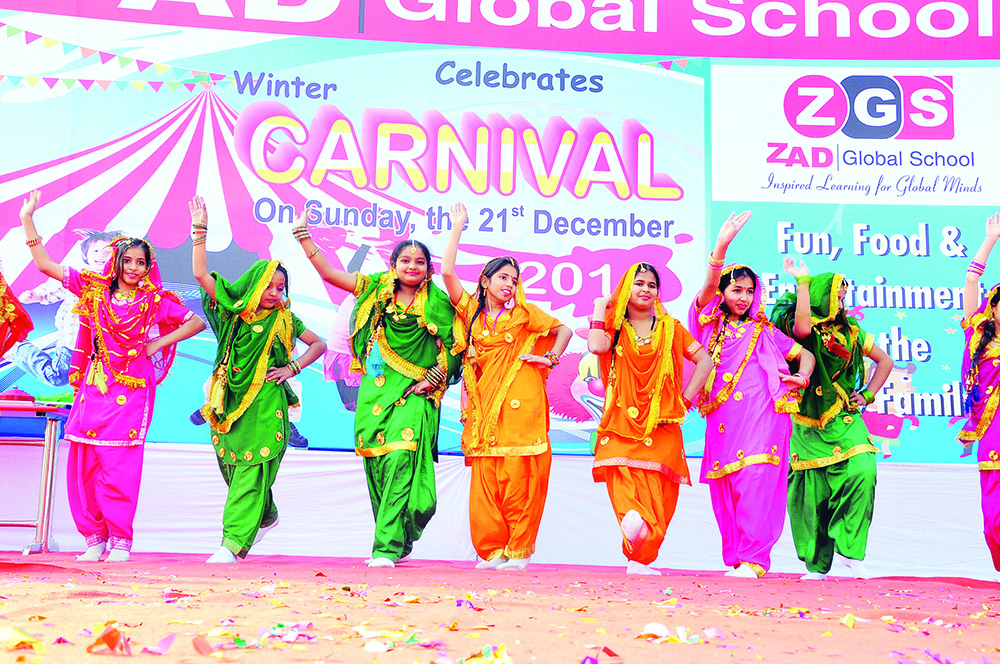 ZAD | Global School
Winter Celebrates
CARNIVAL
On Sunday, the 21st December
201
ZGS
ZAD | Global School
Inspired Learning for Global Minds
Fun, Food &
the